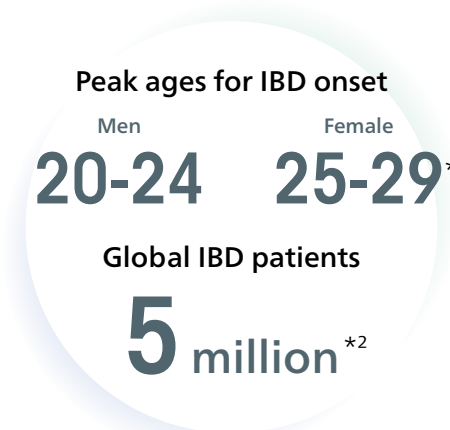 Peak ages for IBD onset
Men Female
20-24 25-29*
Global IBD patients
5 million*2